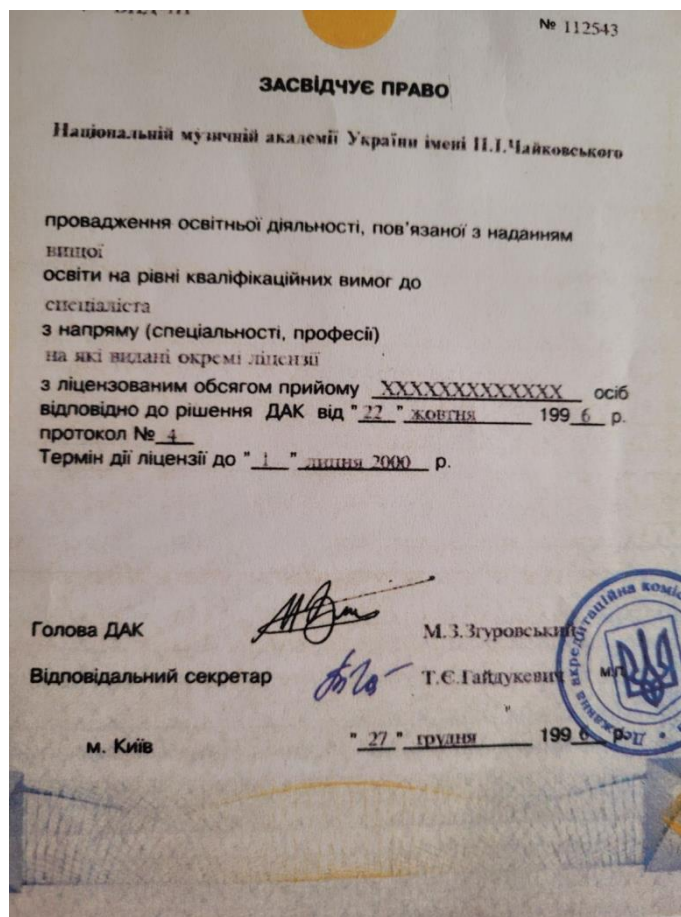 № 112543
ЗАСВІДЧУЄ ПРАВО
Національній музичній академії України імені П.І.Чайковського
провадження освітньої діяльності, пов'язаної з наданням
вищої
освіти на рівні кваліфікаційних вимог до
спеціаліста
з напряму (спеціальності, професії)
на які видані окремі ліцензії
з ліцензованим обсягом прийому XXXXXXXXXXXXX осіб
відповідно до рішення ДАК від "22" жовтня 1996 р.
протокол № 4
Термін дії ліцензії до "1" липня 2000 р.
Голова ДАК М.З.Згуровський
Відповідальний секретар Т.Є.Гайдукевич м.п.
м. Київ "27" грудня 1996 р.
Державна акредитаційна